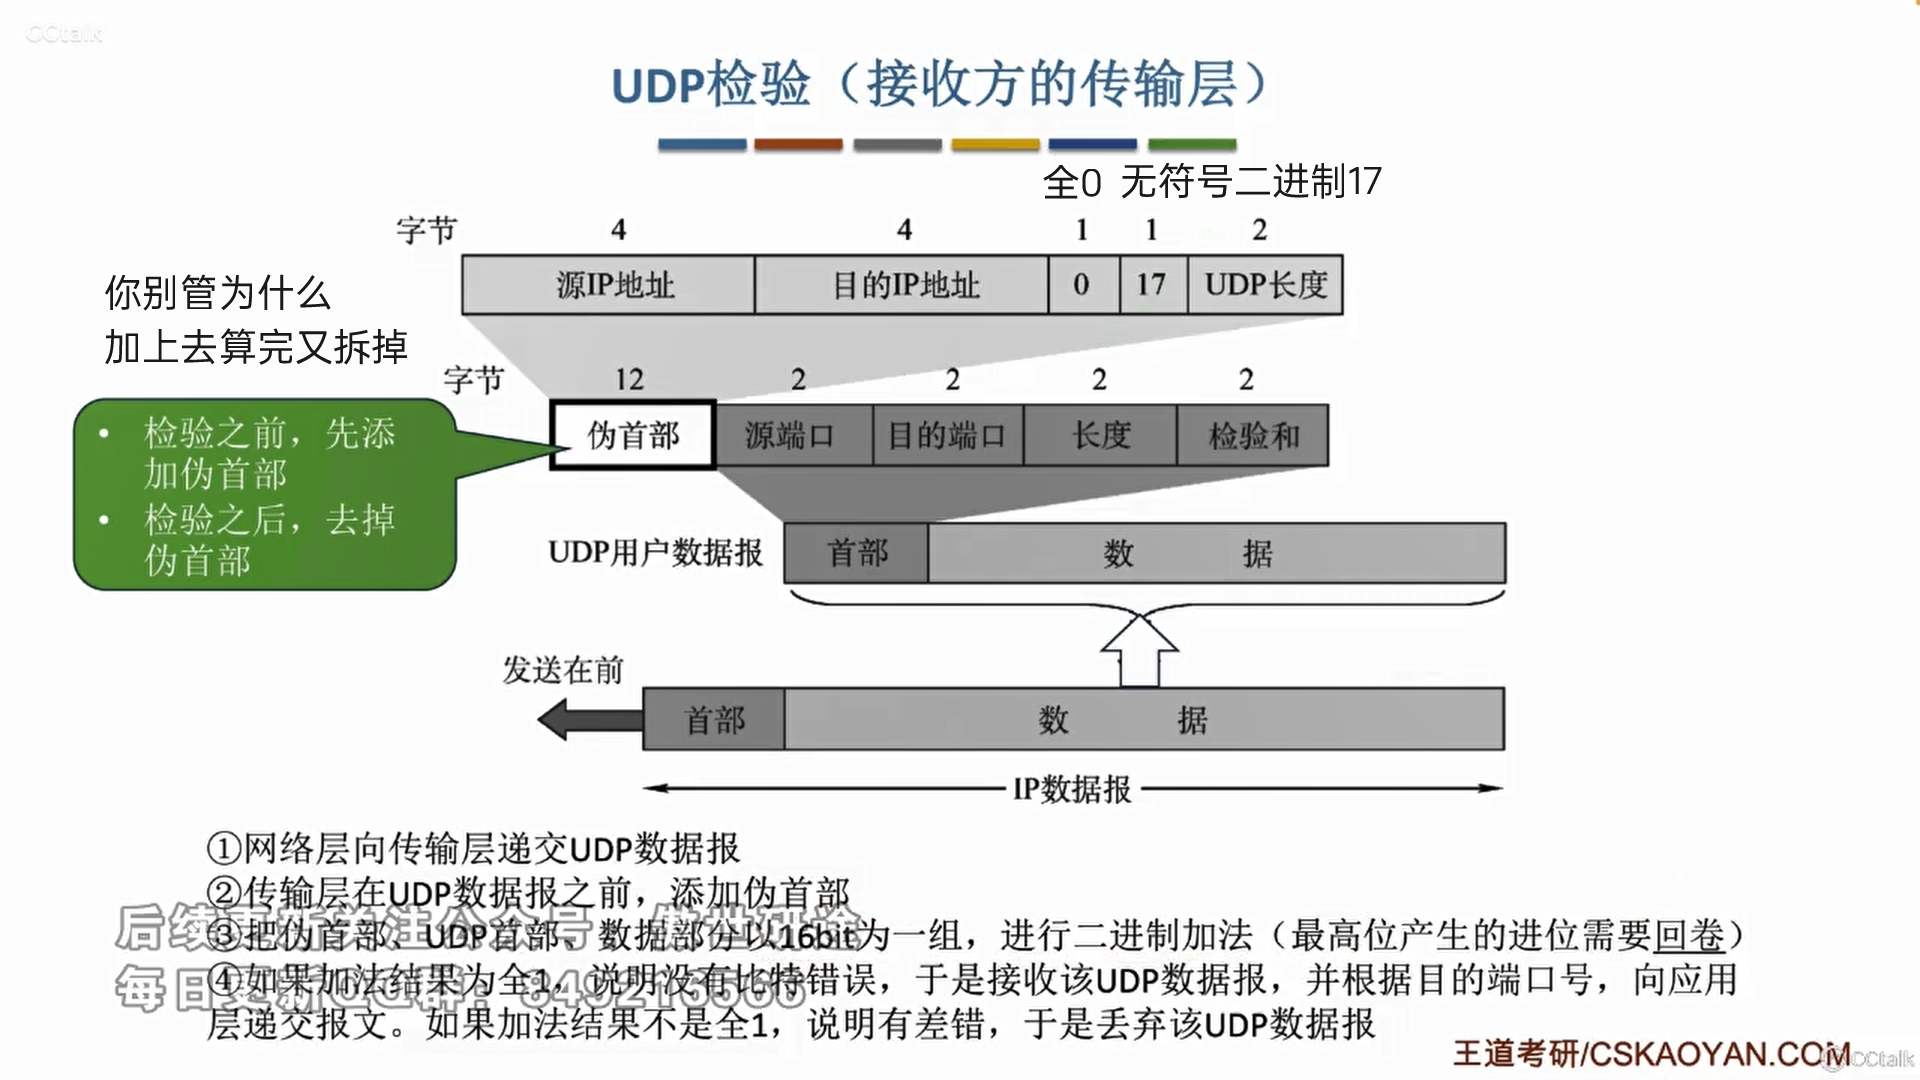 CCtalk
UDP检验（接收方的传输层）
全0 无符号二进制17
字节 4 4 1 1 2
源IP地址 目的IP地址 0 17 UDP长度
你别管为什么
加上去算完又拆掉
字节 12 2 2 2 2
伪首部 源端口 目的端口 长度 检验和
• 检验之前，先添
加伪首部
• 检验之后，去掉
伪首部
UDP用户数据报 首部 数 据
发送在前
首部 数 据
IP数据报
①网络层向传输层递交UDP数据报
②传输层在UDP数据报之前，添加伪首部
③把伪首部、UDP首部、数据部分以16bit为一组，进行二进制加法（最高位产生的进位需要回卷）
④如果加法结果为全1，说明没有比特错误，于是接收该UDP数据报，并根据目的端口号，向应用
层递交报文。如果加法结果不是全1，说明有差错，于是丢弃该UDP数据报
后续更新关注公众号
每日更新QQ群：
王道考研/CSKAOYAN.COM
CCtalk